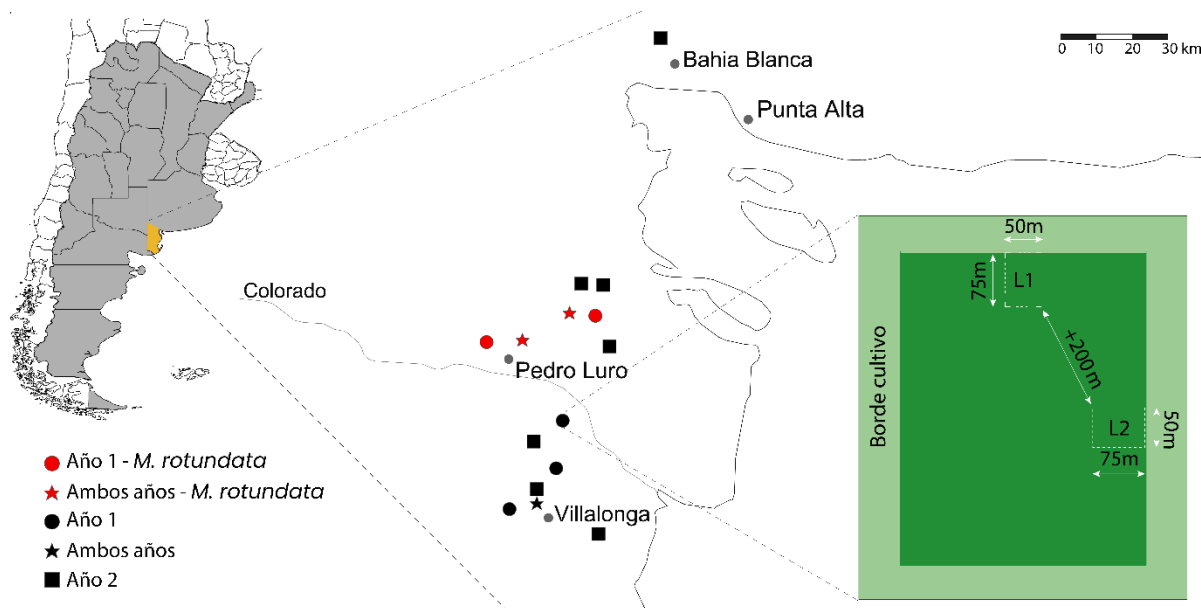 0 10 20 30 km
Bahia Blanca
Punta Alta
Colorado
Pedro Luro
Villalonga
Año 1 - M. rotundata
Ambos años - M. rotundata
Año 1
Ambos años
Año 2
50m
75m
L1
+200m
Borde cultivo
L2
50m
75m